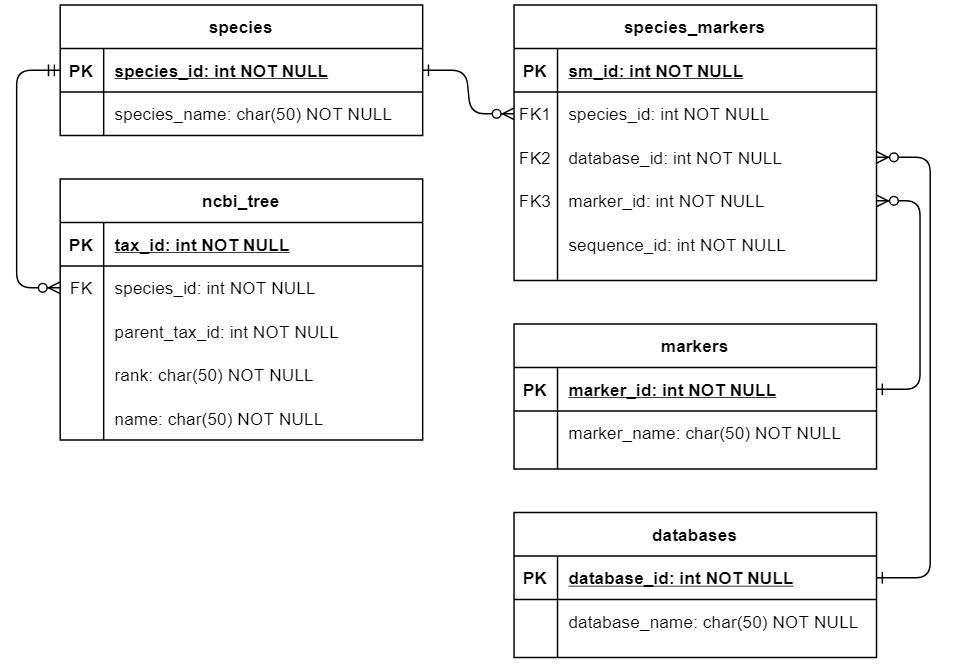 species
PK species_id: int NOT NULL
species_name: char(50) NOT NULL
ncbi_tree
PK tax_id: int NOT NULL
FK species_id: int NOT NULL
parent_tax_id: int NOT NULL
rank: char(50) NOT NULL
name: char(50) NOT NULL
species_markers
PK sm_id: int NOT NULL
FK1 species_id: int NOT NULL
FK2 database_id: int NOT NULL
FK3 marker_id: int NOT NULL
sequence_id: int NOT NULL
markers
PK marker_id: int NOT NULL
marker_name: char(50) NOT NULL
databases
PK database_id: int NOT NULL
database_name: char(50) NOT NULL